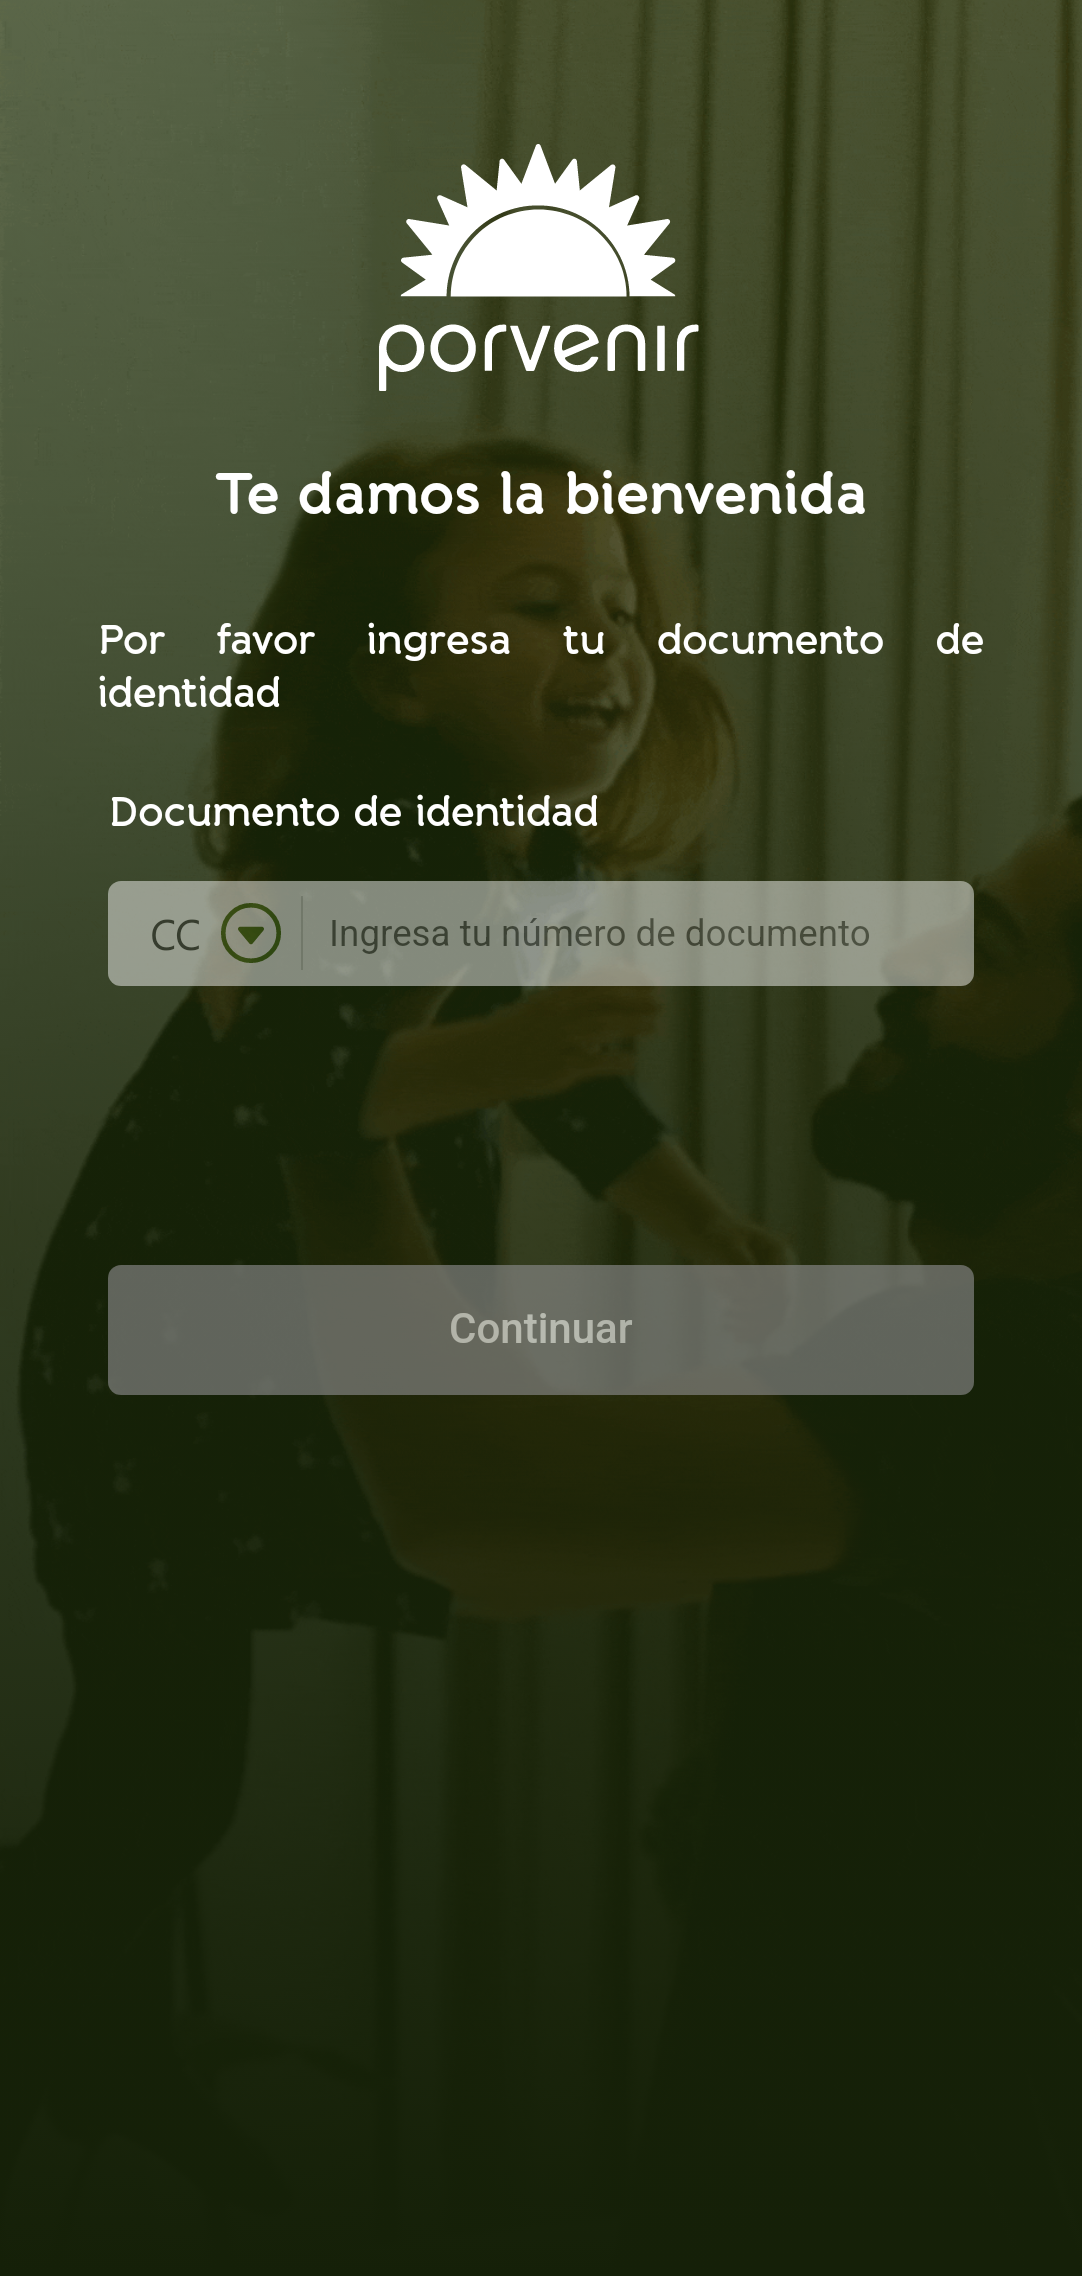 porvenir
Te damos la bienvenida
Por favor ingresa tu documento de
identidad
Documento de identidad
CC Ingresa tu número de documento
Continuar